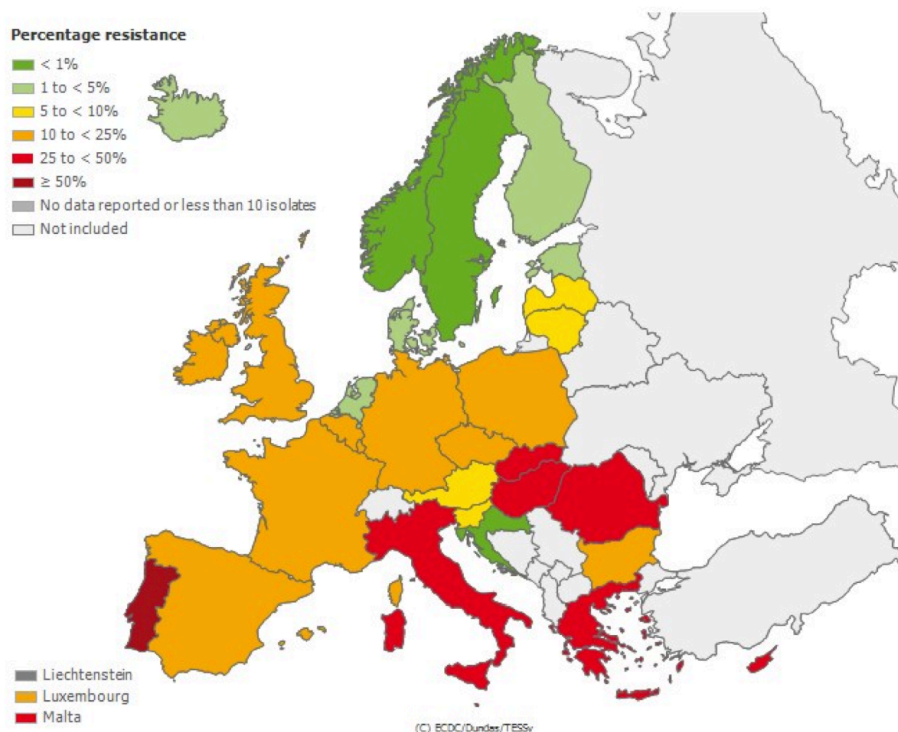 Percentage resistance
< 1%
1 to < 5%
5 to < 10%
10 to < 25%
25 to < 50%
≥ 50%
No data reported or less than 10 isolates
Not included
Liechtenstein
Luxembourg
Malta
(C) ECDC/Dundas/TESSy